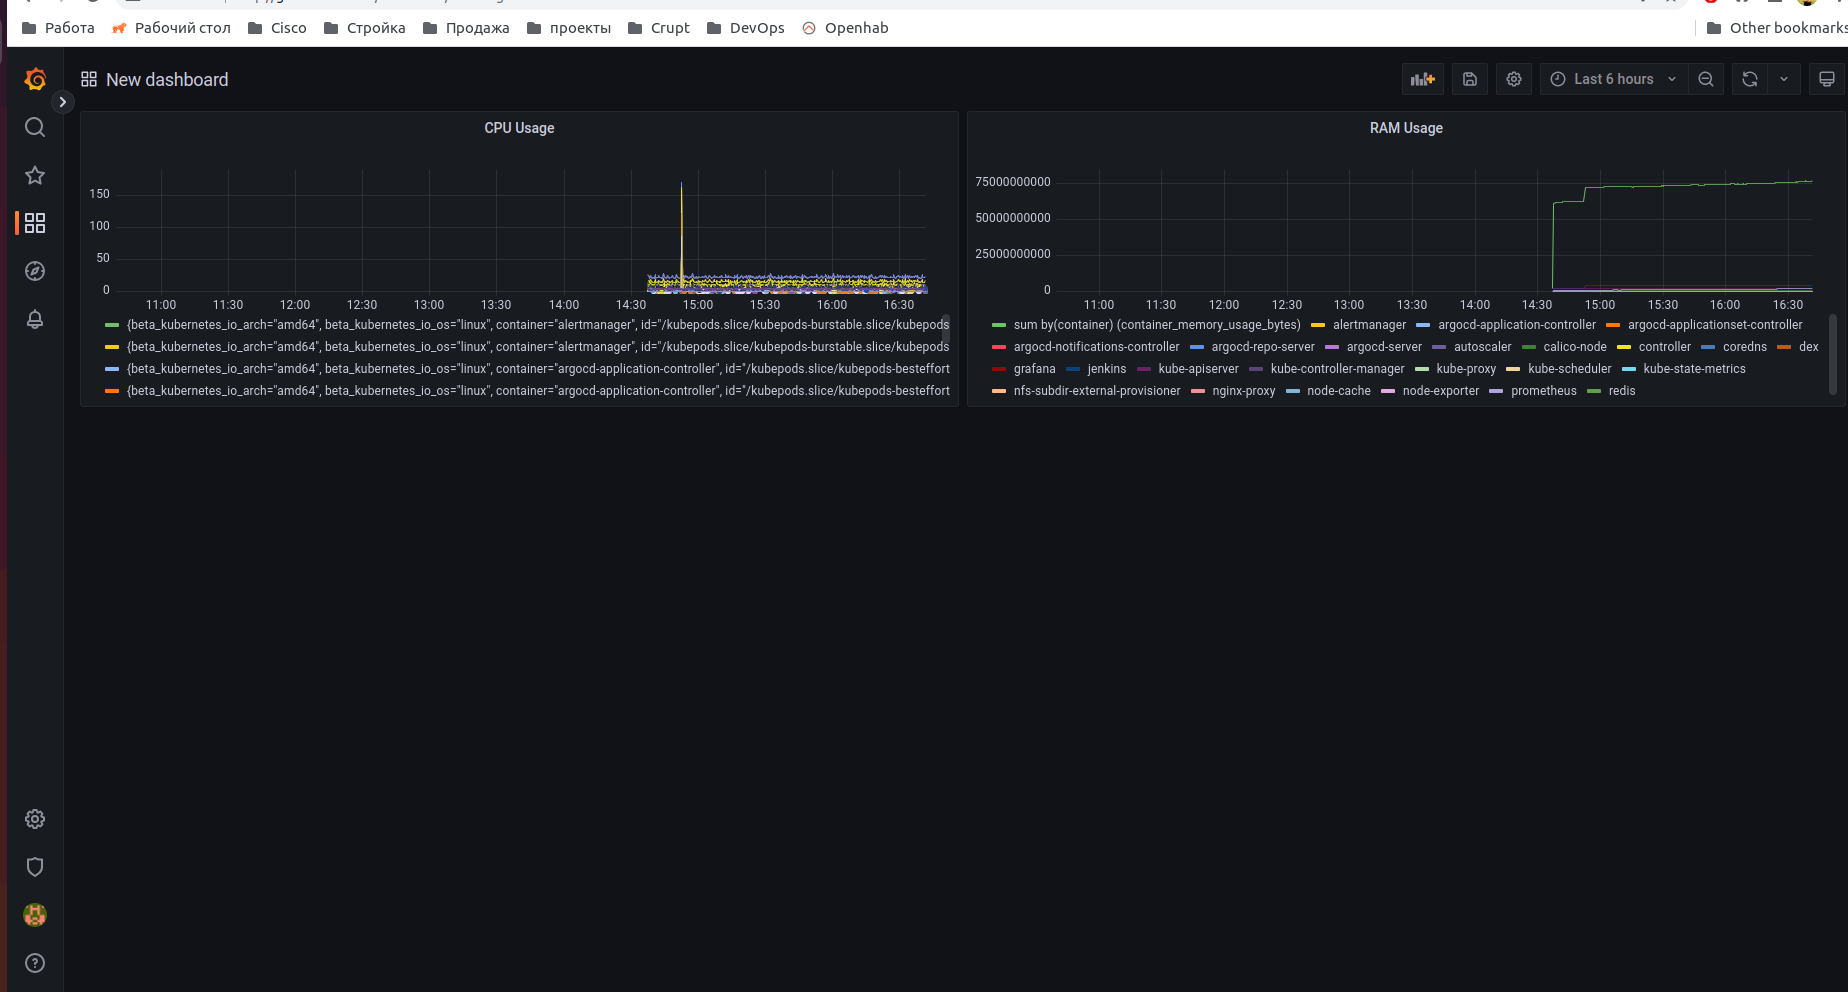 Работа Рабочий стол Cisco Стройка Продажа проекты Crupt DevOps Openhab Other bookmarks
New dashboard Last 6 hours
CPU Usage
150
100
50
0
11:00 11:30 12:00 12:30 13:00 13:30 14:00 14:30 15:00 15:30 16:00 16:30
{beta_kubernetes_io_arch="amd64", beta_kubernetes_io_os="linux", container="alertmanager", id="/kubepods.slice/kubepods-burstable.slice/kubepods
{beta_kubernetes_io_arch="amd64", beta_kubernetes_io_os="linux", container="alertmanager", id="/kubepods.slice/kubepods-burstable.slice/kubepods
{beta_kubernetes_io_arch="amd64", beta_kubernetes_io_os="linux", container="argocd-application-controller", id="/kubepods.slice/kubepods-besteffort
{beta_kubernetes_io_arch="amd64", beta_kubernetes_io_os="linux", container="argocd-application-controller", id="/kubepods.slice/kubepods-besteffort
RAM Usage
75000000000
50000000000
25000000000
0
11:00 11:30 12:00 12:30 13:00 13:30 14:00 14:30 15:00 15:30 16:00 16:30
sum by(container) (container_memory_usage_bytes) alertmanager argocd-application-controller argocd-applicationset-controller
argocd-notifications-controller argocd-repo-server argocd-server autoscaler calico-node controller coredns dex
grafana jenkins kube-apiserver kube-controller-manager kube-proxy kube-scheduler kube-state-metrics
nfs-subdir-external-provisioner nginx-proxy node-cache node-exporter prometheus redis